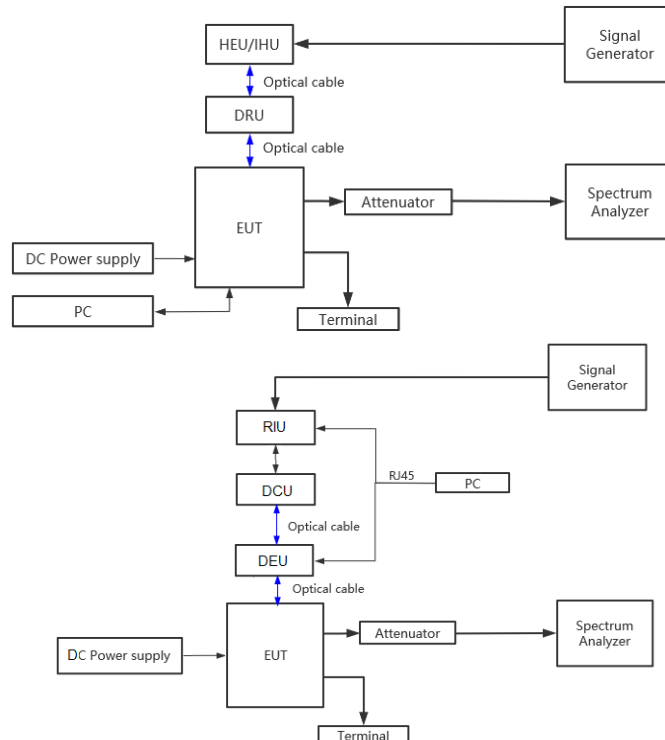 HEU/IHU
Signal
Generator
Optical cable
DRU
Optical cable
EUT
Attenuator
Spectrum
Analyzer
DC Power supply
PC
Terminal
Signal
Generator
RIU
RJ45
PC
DCU
Optical cable
DEU
Optical cable
EUT
Attenuator
Spectrum
Analyzer
DC Power supply
Terminal